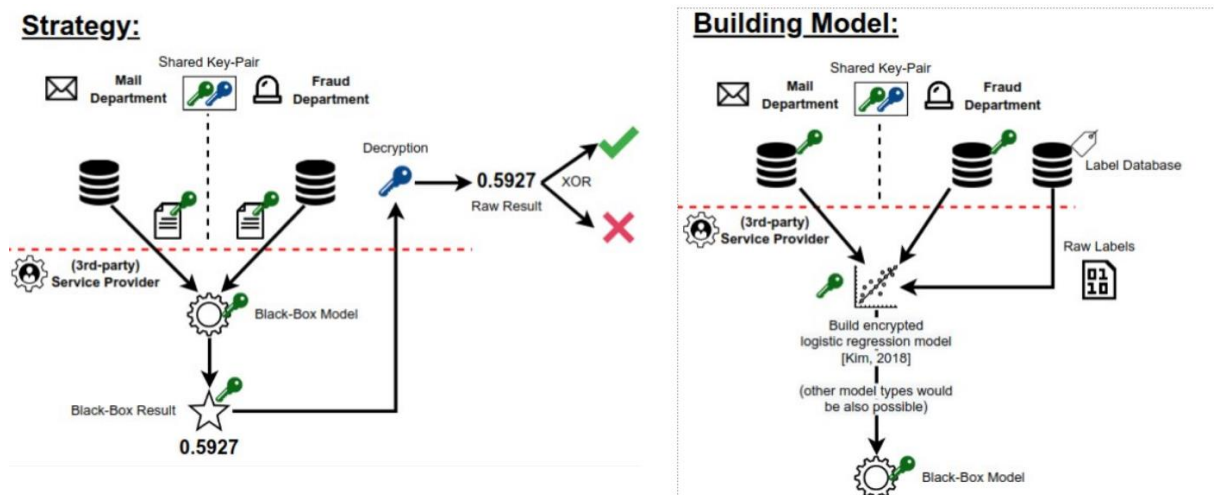 Strategy:
Shared Key-Pair
Mail
Department
Fraud
Department
Decryption
0.5927
Raw Result
XOR
(3rd-party)
Service Provider
Black-Box Model
Black-Box Result
0.5927
Building Model:
Shared Key-Pair
Mail
Department
Fraud
Department
Label Database
(3rd-party)
Service Provider
Raw Labels
01
10
Build encrypted
logistic regression model
[Kim, 2018]
(other model types would
be also possible)
Black-Box Model